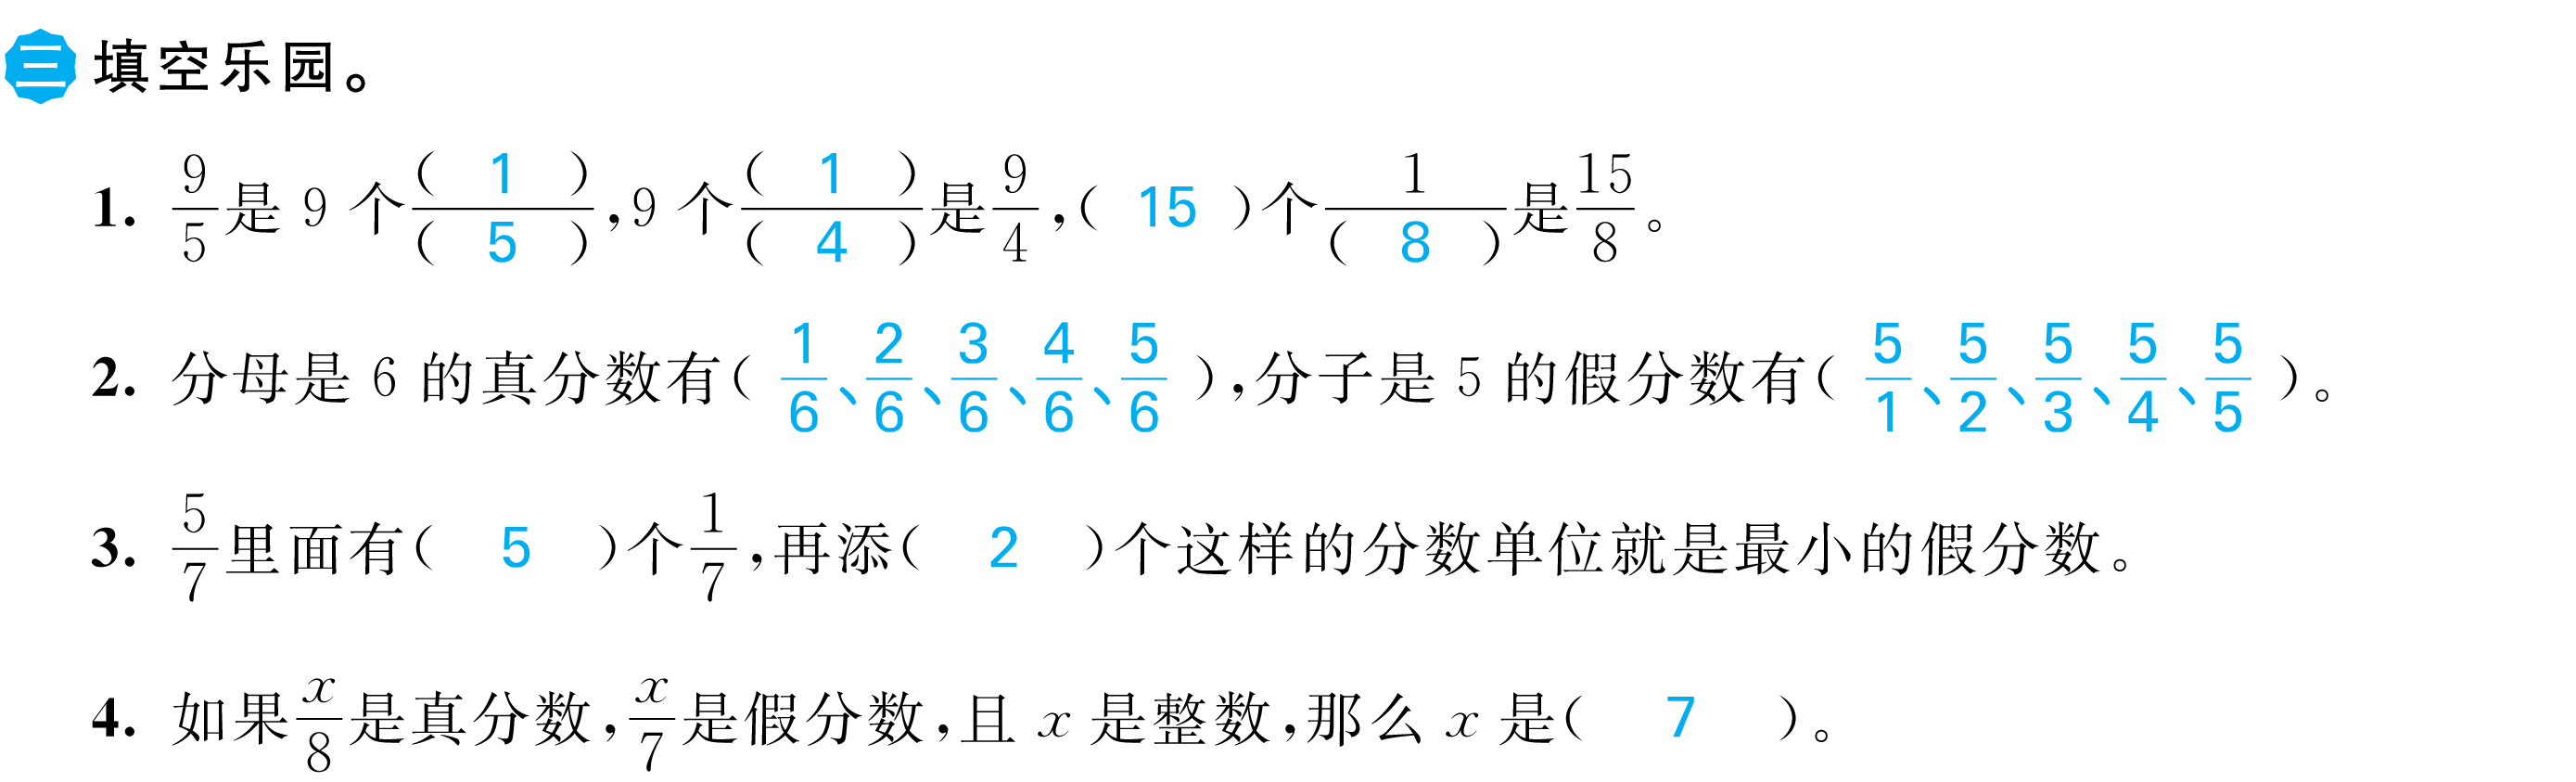 三 填空乐园。
1. 9/5是 9 个( 1 )/( 5 ),9 个( 1 )/( 4 )是9/4,( 15 )个1/( 8 )是15/8。
2. 分母是 6 的真分数有( 1/6、2/6、3/6、4/6、5/6 ),分子是 5 的假分数有( 5/1、5/2、5/3、5/4、5/5 )。
3. 5/7里面有( 5 )个1/7,再添( 2 )个这样的分数单位就是最小的假分数。
4. 如果x/8是真分数,x/7是假分数,且 x 是整数,那么 x 是( 7 )。